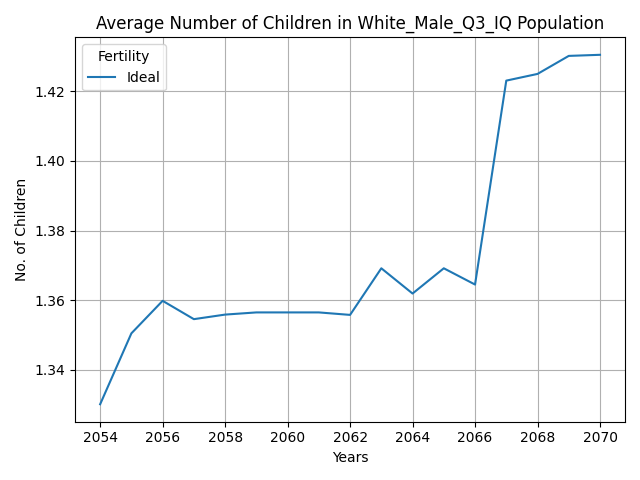 Average Number of Children in White_Male_Q3_IQ Population
Fertility
Ideal
No. of Children
1.42
1.40
1.38
1.36
1.34
2054 2056 2058 2060 2062 2064 2066 2068 2070
Years